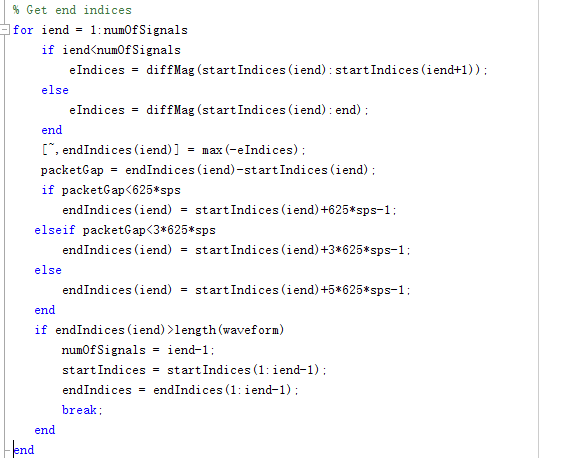 % Get end indices
for iend = 1:numOfSignals
    if iend<numOfSignals
        eIndices = diffMag(startIndices(iend):startIndices(iend+1));
    else
        eIndices = diffMag(startIndices(iend):end);
    end
    [~,endIndices(iend)] = max(-eIndices);
    packetGap = endIndices(iend)-startIndices(iend);
    if packetGap<625*sps
       endIndices(iend) = startIndices(iend)+625*sps-1;
   elseif packetGap<3*625*sps
       endIndices(iend) = startIndices(iend)+3*625*sps-1;
   else
       endIndices(iend) = startIndices(iend)+5*625*sps-1;
   end
   if endIndices(iend)>length(waveform)
       numOfSignals = iend-1;
       startIndices = startIndices(1:iend-1);
       endIndices = endIndices(1:iend-1);
       break;
   end
end